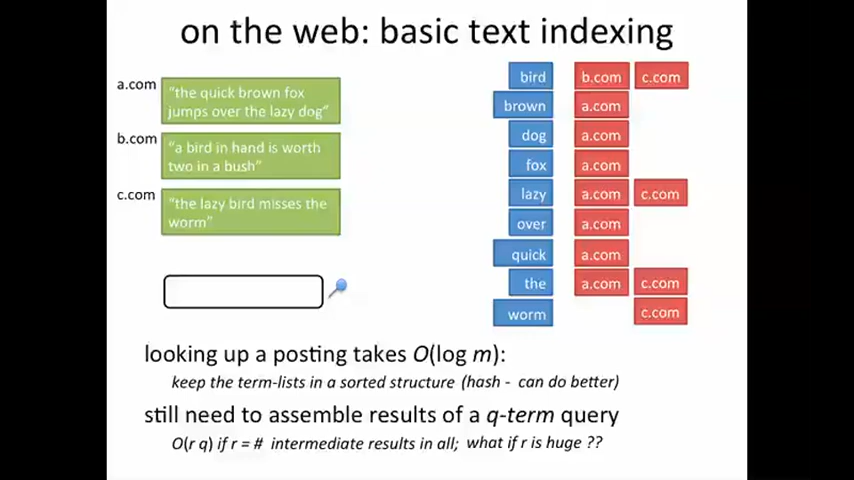 on the web: basic text indexing
a.com
"the quick brown fox
jumps over the lazy dog"
b.com
"a bird in hand is worth
two in a bush"
c.com
"the lazy bird misses the
worm"
bird b.com c.com
brown a.com
dog a.com
fox a.com
lazy a.com c.com
over a.com
quick a.com
the a.com c.com
worm c.com
looking up a posting takes O(log m):
keep the term-lists in a sorted structure (hash - can do better)
still need to assemble results of a q-term query
O(r q) if r = # intermediate results in all; what if r is huge ??